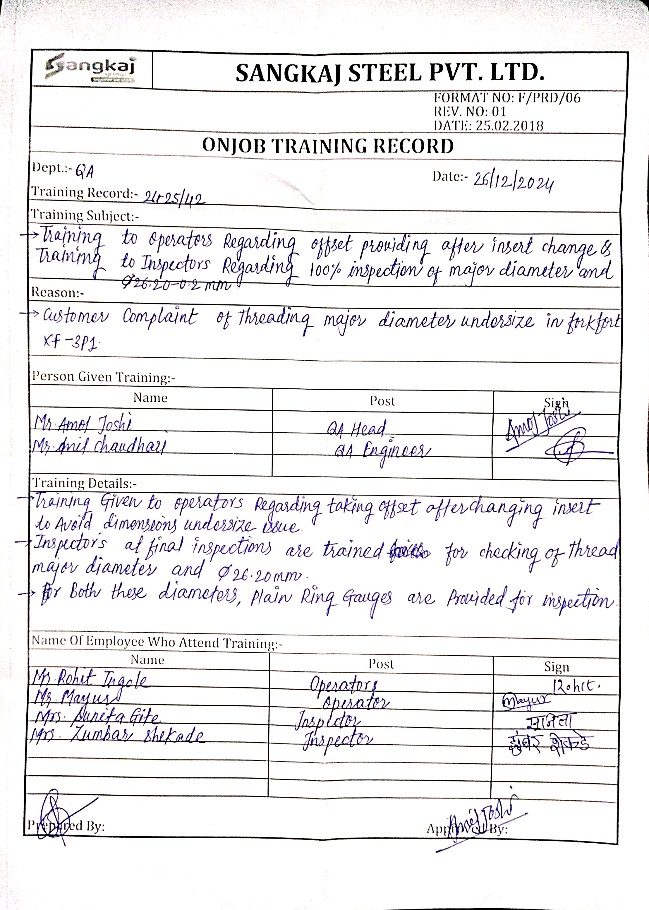 Sangkaj
SANGKAJ STEEL PVT. LTD.
FORMAT NO: F/PRD/06
REV. NO: 01
DATE: 25.02.2018
ONJOB TRAINING RECORD
Dept.:- QA
Date:- 26/12/2024
Training Record:- 2425/42
Training Subject:-
→ Training to operators Regarding offset providing after insert change &
Training to Inspectors Regarding 100% inspection of major diameter and
Ø26.20-0.2 mm
Reason:-
→ Customer Complaint of Threading major diameter undersize in forkfort
XF-3P1.
Person Given Training:-
Name Post Sign
Mr. Amol Joshi QA Head Amol Joshi
Mr. Anil Chaudhari QA Engineer
Training Details:-
→ Training Given to operators Regarding taking offset after changing insert
to Avoid dimensions undersize issue.
→ Inspectors at final inspections are trained for checking of Thread
major diameter and Ø26.20mm.
→ For Both these diameters, Plain Ring Gauges are Provided for inspection
Name Of Employee Who Attend Training:-
Name Post Sign
Mr. Rohit Ingole Operators Rohit.
Mr. Mayur Operator Mayur
Mrs. Sunita Gite Inspector सुनिता
Mrs. Zumbar Shekade Inspector झुंबर शेकडे
Prepared By:
Approved By: Amol Joshi